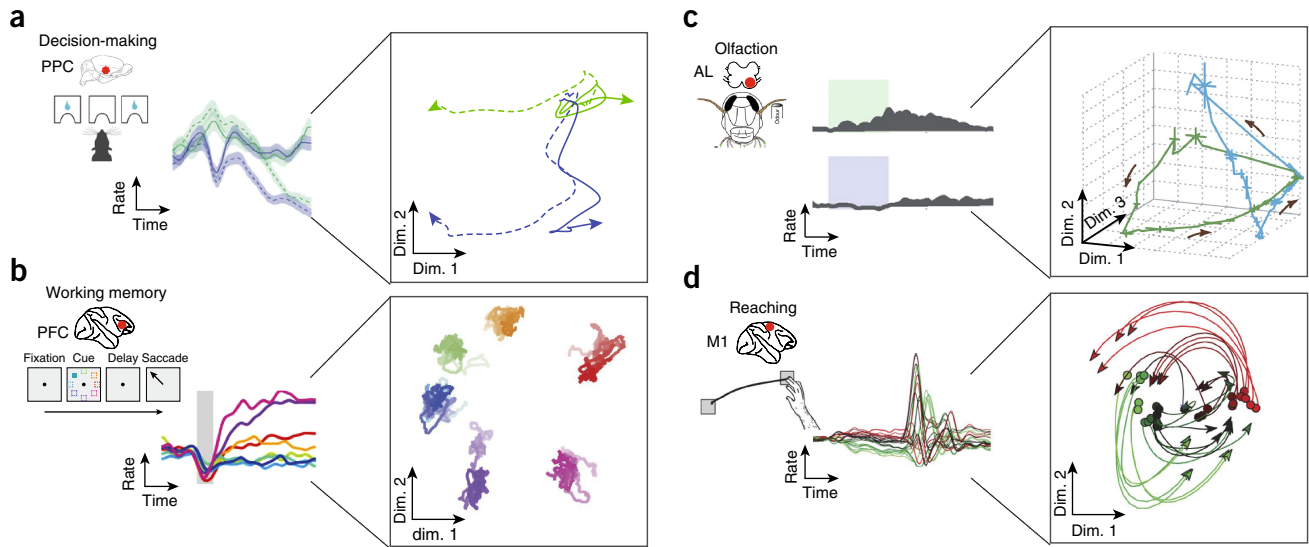 a
Decision-making
PPC
Rate
Time
Dim. 2
Dim. 1
b
Working memory
PFC
Fixation Cue Delay Saccade
Rate
Time
Dim. 2
dim. 1
c
Olfaction
AL
Odour
Rate
Time
Dim. 2
Dim. 3
Dim. 1
d
Reaching
M1
Rate
Time
Dim. 2
Dim. 1